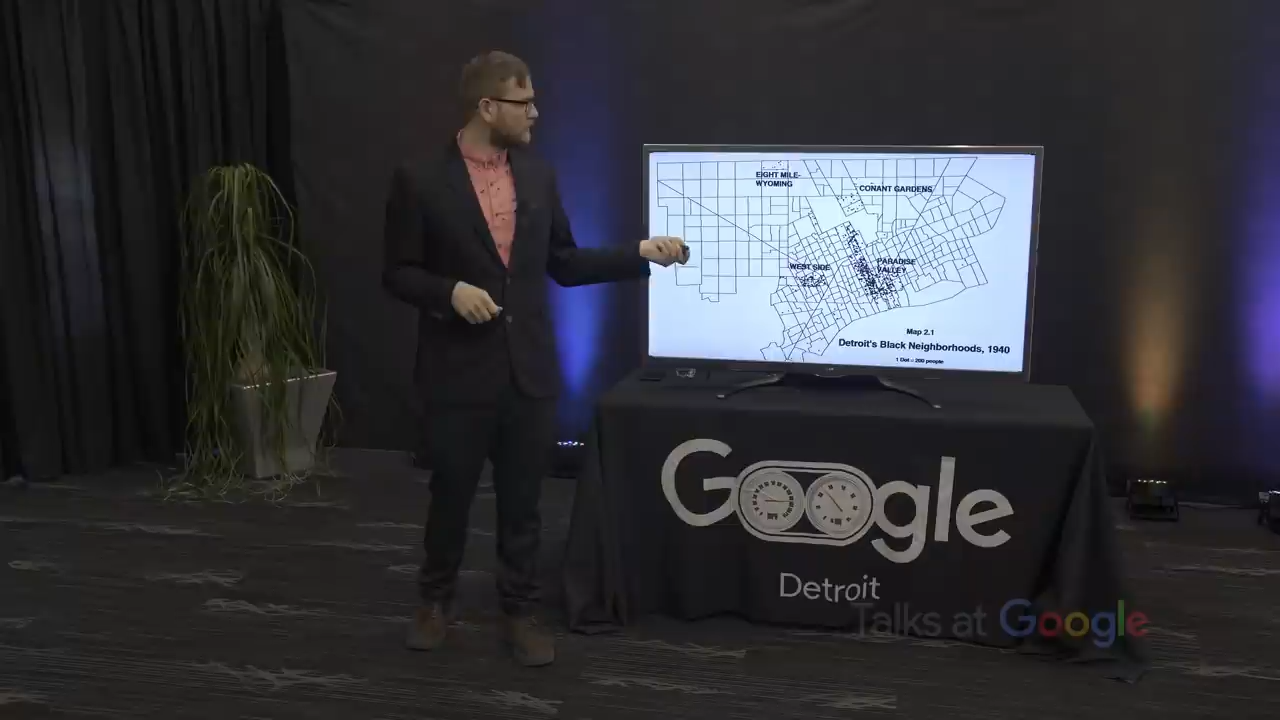 EIGHT MILE-
WYOMING
CONANT GARDENS
WEST SIDE
PARADISE
VALLEY
Map 2.1
Detroit's Black Neighborhoods, 1940
1 Dot = 200 people
Google
Detroit
Talks at Google